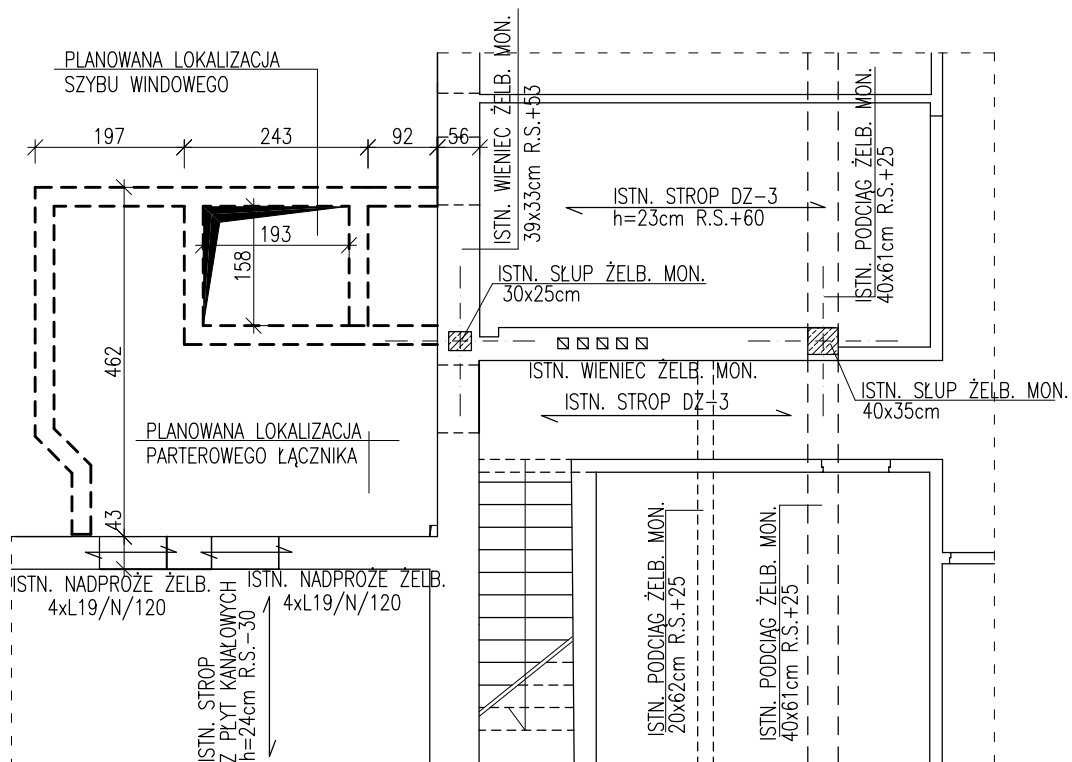 PLANOWANA LOKALIZACJA
SZYBU WINDOWEGO
197
243
92
56
ISTN. WIENIEC ŻELB. MON.
39x33cm R.S.+53
ISTN. STROP DZ-3
h=23cm R.S.+60
ISTN. PODCIĄG ŻELB. MON.
40x61cm R.S.+25
193
158
ISTN. SŁUP ŻELB. MON.
30x25cm
462
ISTN. WIENIEC ŻELB. MON.
ISTN. STROP DZ-3
ISTN. SŁUP ŻELB. MON.
40x35cm
PLANOWANA LOKALIZACJA
PARTEROWEGO ŁĄCZNIKA
43
ISTN. NADPROŻE ŻELB.
4xL19/N/120
ISTN. NADPROŻE ŻELB.
4xL19/N/120
ISTN. STROP
Z PŁYT KANAŁOWYCH
h=24cm R.S.-30
ISTN. PODCIĄG ŻELB. MON.
20x62cm R.S.+25
ISTN. PODCIĄG ŻELB. MON.
40x61cm R.S.+25